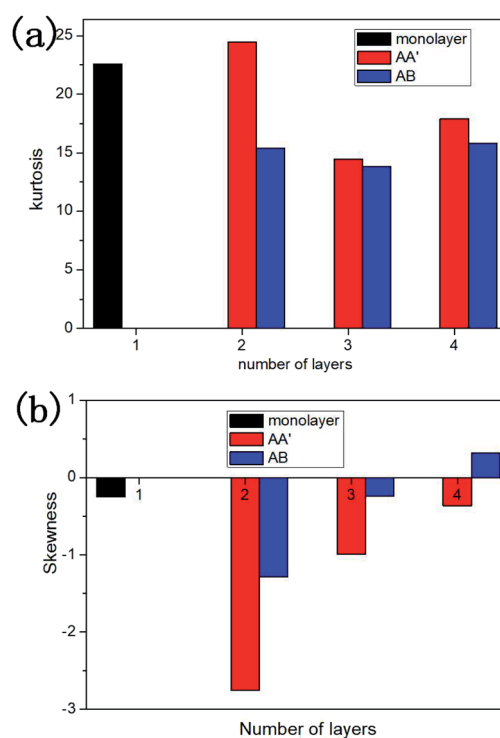 (a)
25
20
15
10
5
0
kurtosis
monolayer
AA'
AB
1 2 3 4
number of layers
(b)
1
0
-1
-2
-3
Skewness
monolayer
AA'
AB
1 2 3 4
Number of layers